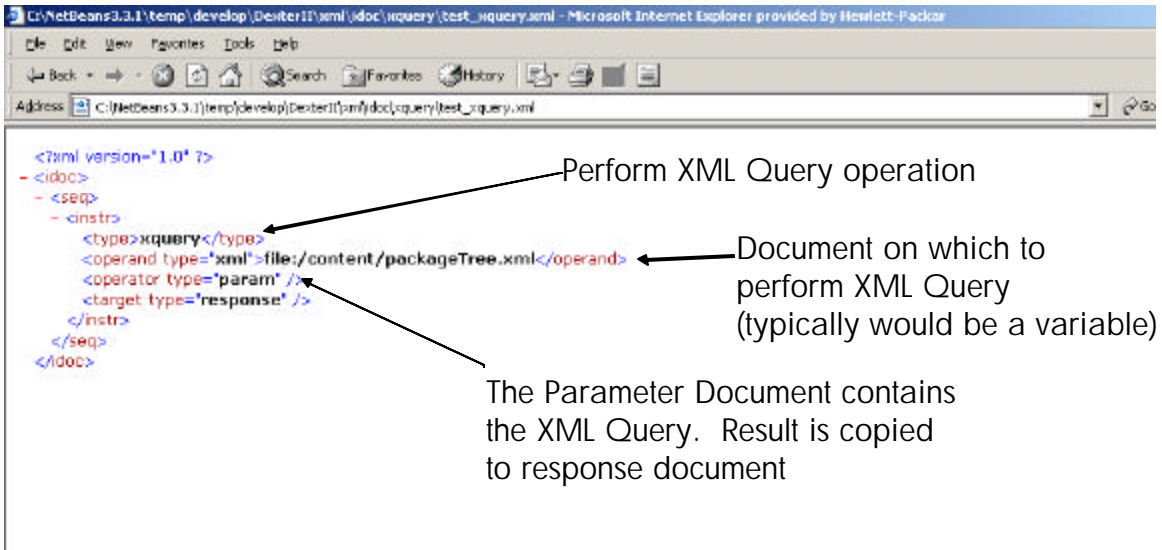 C:\NetBeans3.3.1\temp\develop\DexterII\xml\idoc\xquery\test_xquery.xml - Microsoft Internet Explorer provided by Hewlett-Packar
File Edit View Favorites Tools Help
Back Search Favorites History
Address C:\NetBeans3.3.1\temp\develop\DexterII\xml\idoc\xquery\test_xquery.xml Go
<?xml version="1.0" ?>
- <idoc>
- <seq>
- <instr>
<type>xquery</type>
<operand type="xml">file:/content/packageTree.xml</operand>
<operator type="param" />
<target type="response" />
</instr>
</seq>
</idoc>
Perform XML Query operation
Document on which to
perform XML Query
(typically would be a variable)
The Parameter Document contains
the XML Query. Result is copied
to response document